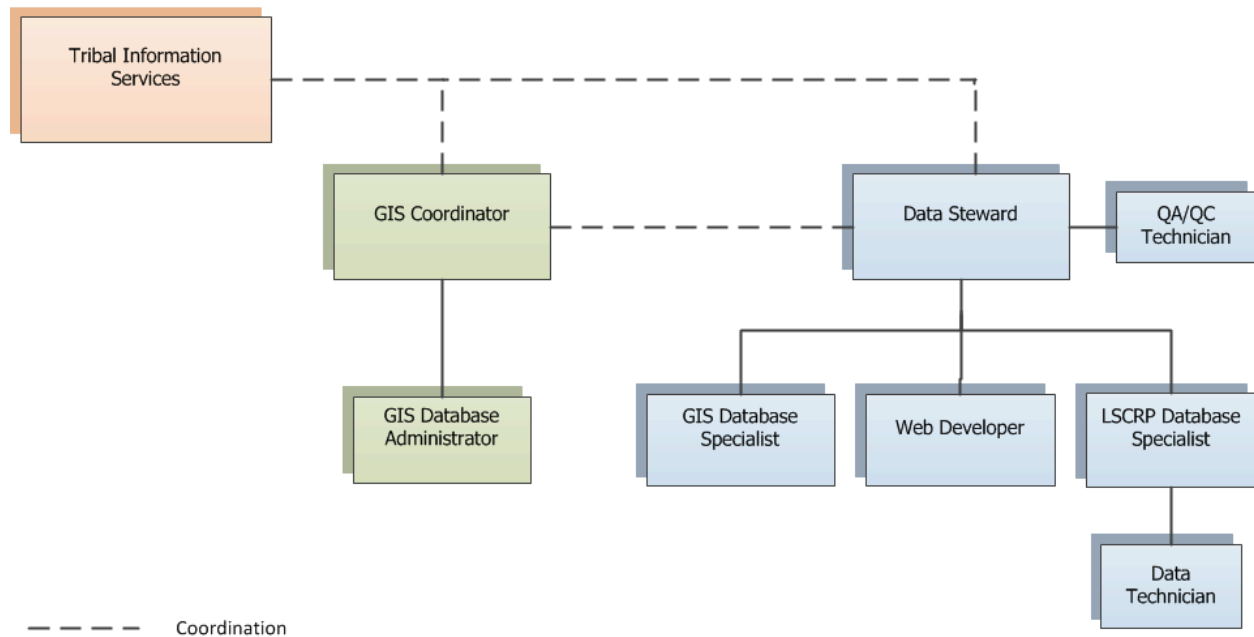 Tribal Information
Services
GIS Coordinator
Data Steward
QA/QC
Technician
GIS Database
Administrator
GIS Database
Specialist
Web Developer
LSCRP Database
Specialist
Data
Technician
Coordination